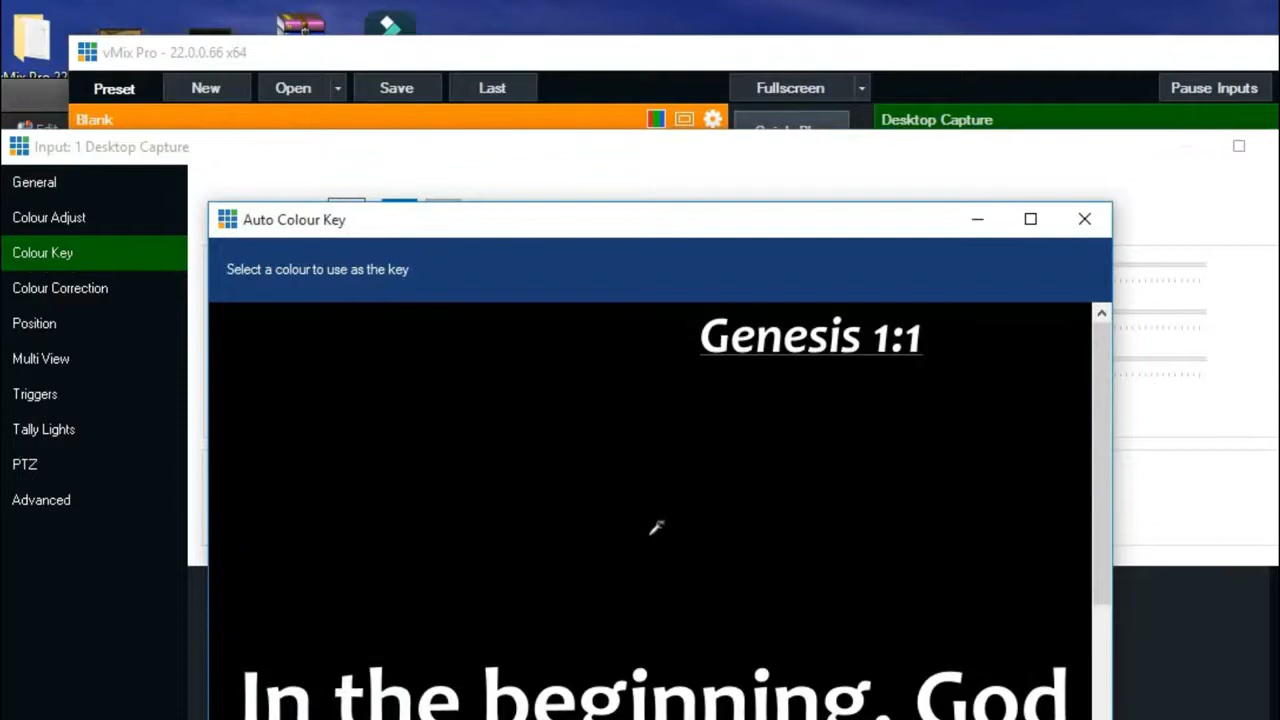 vMix Pro - 22.0.0.66 x64
Preset New Open Save Last Fullscreen Pause Inputs
Blank Desktop Capture
Input: 1 Desktop Capture
General
Colour Adjust
Colour Key
Colour Correction
Position
Multi View
Triggers
Tally Lights
PTZ
Advanced
Auto Colour Key
Select a colour to use as the key
Genesis 1:1
In the beginning, God